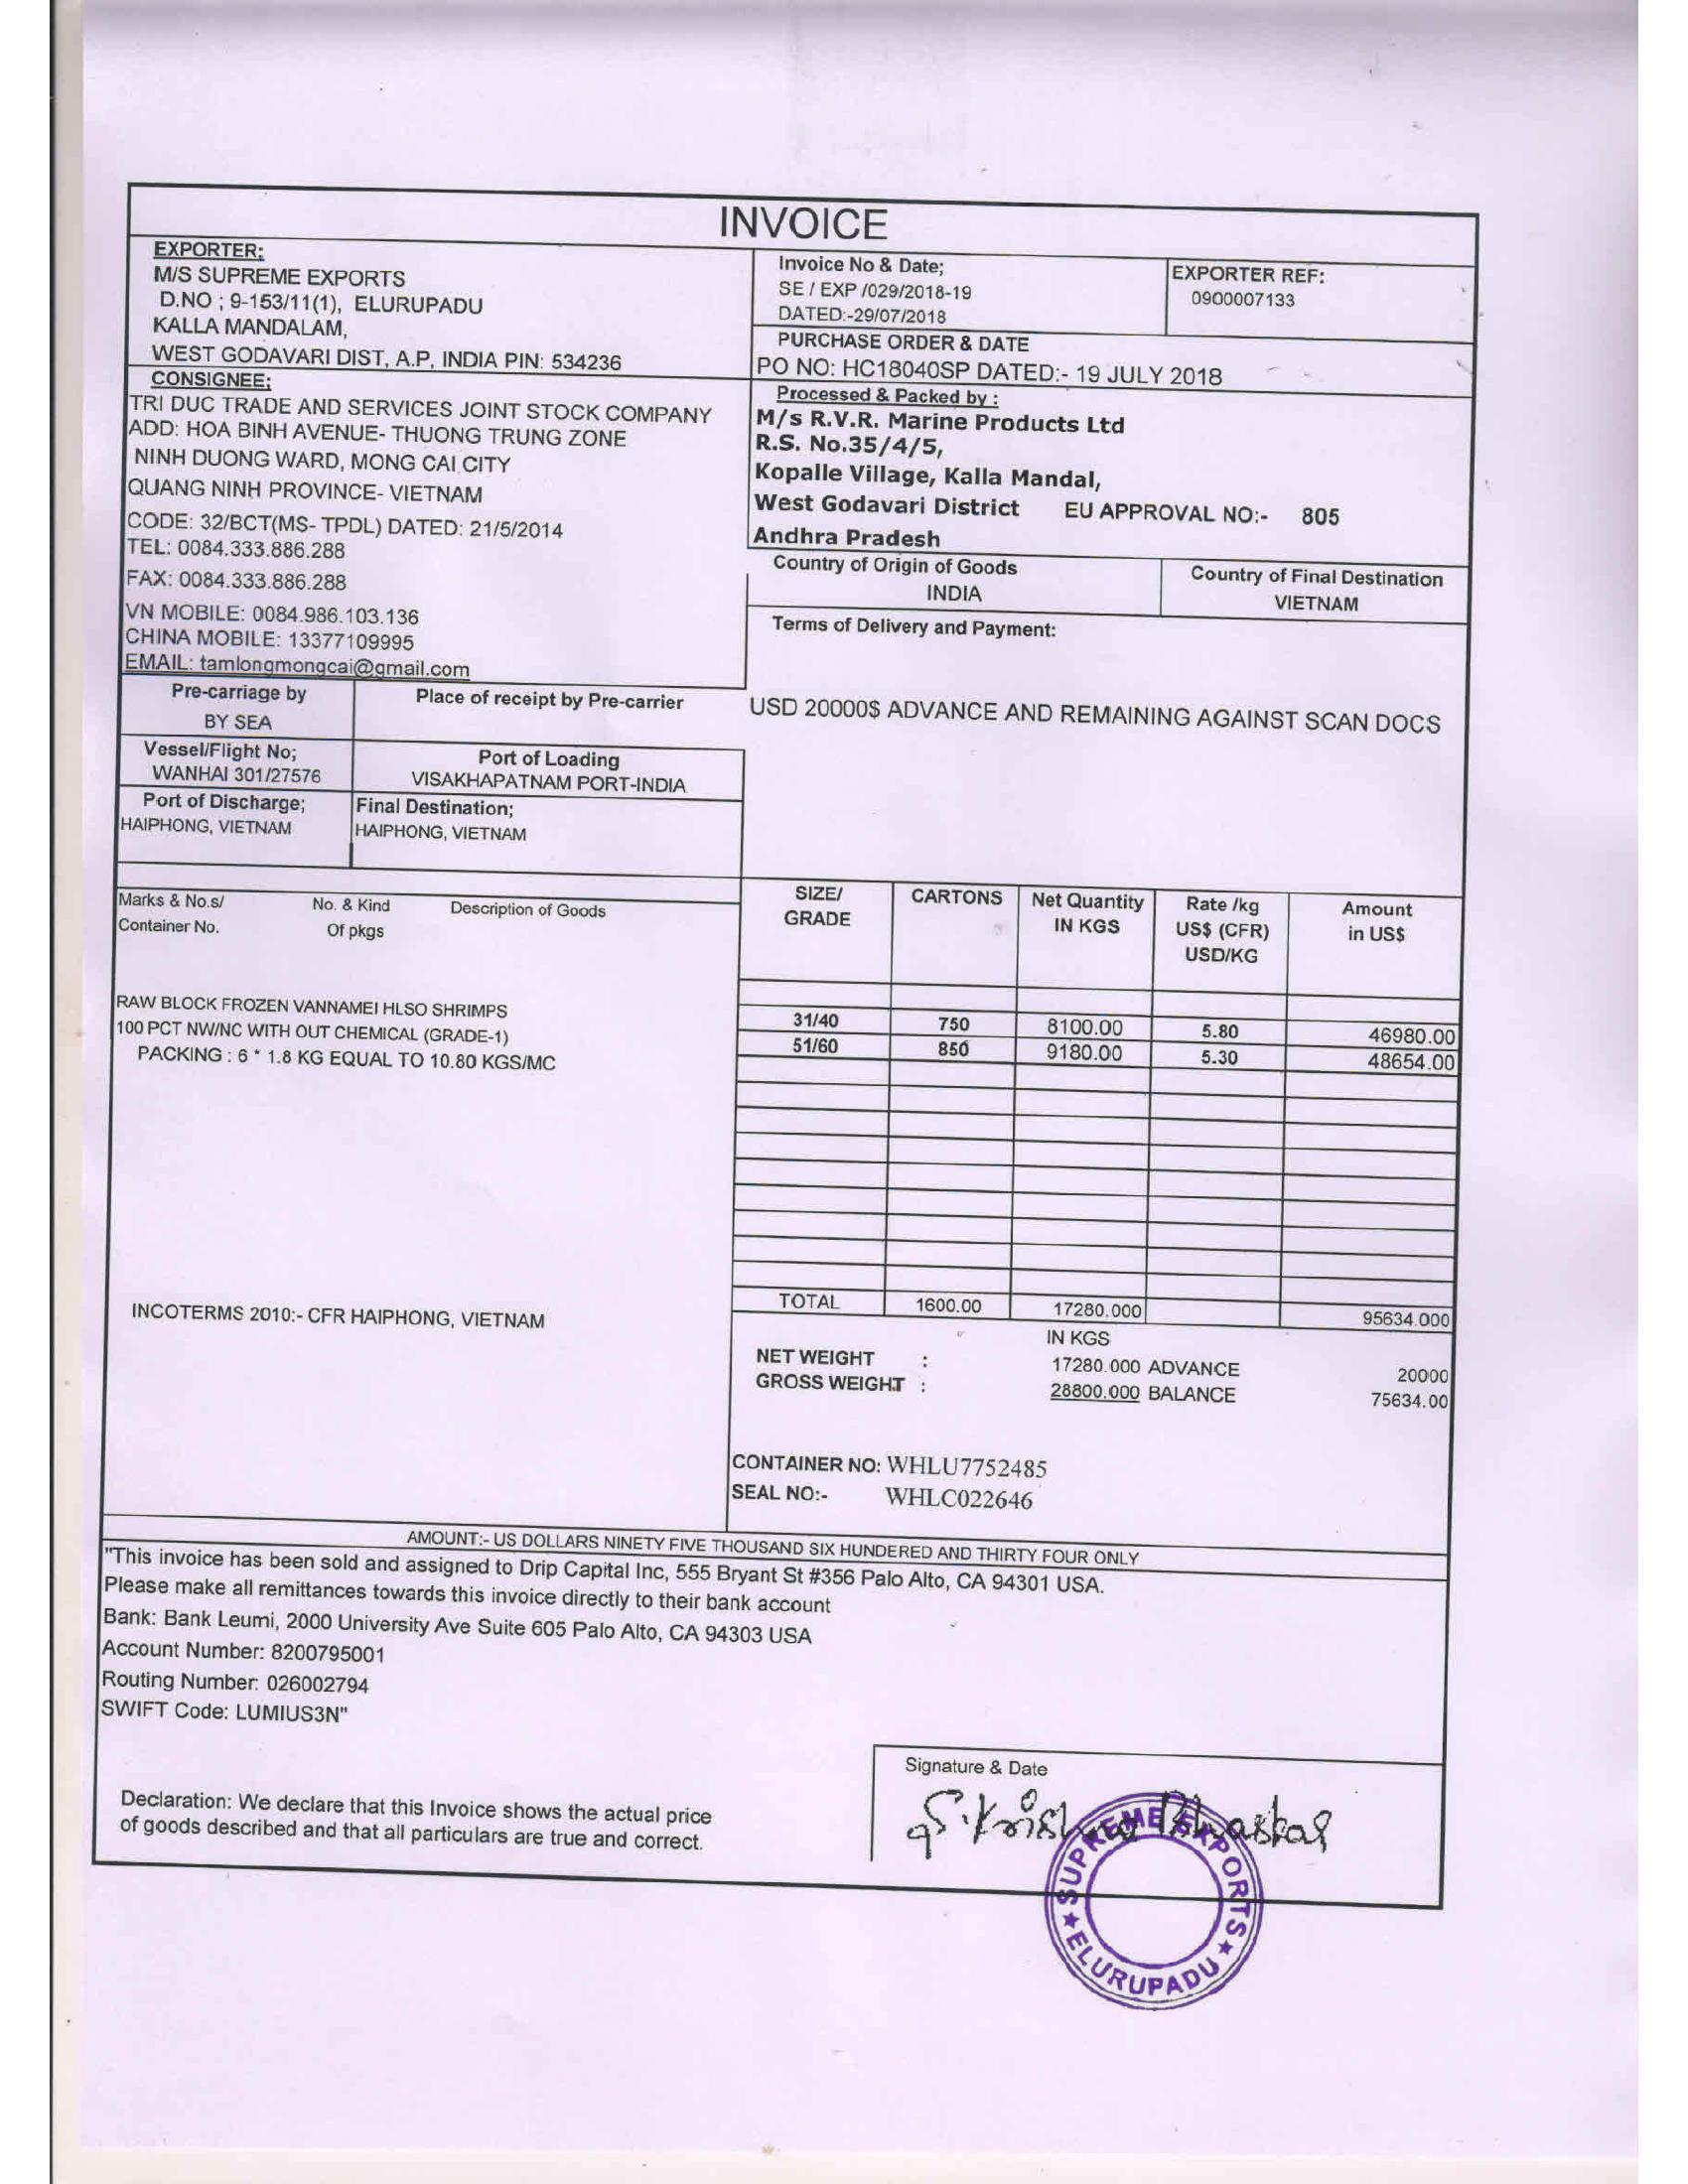 INVOICE
EXPORTER:
M/S SUPREME EXPORTS
D.NO ; 9-153/11(1), ELURUPADU
KALLA MANDALAM,
WEST GODAVARI DIST, A.P, INDIA PIN: 534236
Invoice No & Date;
SE / EXP /029/2018-19
DATED:-29/07/2018
EXPORTER REF:
0900007133
PURCHASE ORDER & DATE
PO NO: HC18040SP DATED:- 19 JULY 2018
CONSIGNEE:
TRI DUC TRADE AND SERVICES JOINT STOCK COMPANY
ADD: HOA BINH AVENUE- THUONG TRUNG ZONE
NINH DUONG WARD, MONG CAI CITY
QUANG NINH PROVINCE- VIETNAM
CODE: 32/BCT(MS- TPDL) DATED: 21/5/2014
TEL: 0084.333.886.288
FAX: 0084.333.886.288
VN MOBILE: 0084.986.103.136
CHINA MOBILE: 13377109995
EMAIL: tamlongmongcai@gmail.com
Processed & Packed by :
M/s R.V.R. Marine Products Ltd
R.S. No.35/4/5,
Kopalle Village, Kalla Mandal,
West Godavari District EU APPROVAL NO:- 805
Andhra Pradesh
Country of Origin of Goods
INDIA
Country of Final Destination
VIETNAM
Terms of Delivery and Payment:
USD 20000$ ADVANCE AND REMAINING AGAINST SCAN DOCS
Pre-carriage by
BY SEA
Place of receipt by Pre-carrier
Vessel/Flight No;
WANHAI 301/27576
Port of Loading
VISAKHAPATNAM PORT-INDIA
Port of Discharge;
HAIPHONG, VIETNAM
Final Destination;
HAIPHONG, VIETNAM
Marks & No.s/ No. & Kind Description of Goods
Container No. Of pkgs
SIZE/ CARTONS Net Quantity Rate /kg Amount
GRADE IN KGS US$ (CFR) in US$
USD/KG
RAW BLOCK FROZEN VANNAMEI HLSO SHRIMPS
100 PCT NW/NC WITH OUT CHEMICAL (GRADE-1)
PACKING : 6 * 1.8 KG EQUAL TO 10.80 KGS/MC
31/40 750 8100.00 5.80 46980.00
51/60 850 9180.00 5.30 48654.00
INCOTERMS 2010:- CFR HAIPHONG, VIETNAM
TOTAL 1600.00 17280.000 95634.000
IN KGS
NET WEIGHT : 17280.000 ADVANCE 20000
GROSS WEIGHT : 28800.000 BALANCE 75634.00
CONTAINER NO: WHLU7752485
SEAL NO:- WHLC022646
AMOUNT:- US DOLLARS NINETY FIVE THOUSAND SIX HUNDERED AND THIRTY FOUR ONLY
"This invoice has been sold and assigned to Drip Capital Inc, 555 Bryant St #356 Palo Alto, CA 94301 USA.
Please make all remittances towards this invoice directly to their bank account
Bank: Bank Leumi, 2000 University Ave Suite 605 Palo Alto, CA 94303 USA
Account Number: 8200795001
Routing Number: 026002794
SWIFT Code: LUMIUS3N"
Declaration: We declare that this Invoice shows the actual price
of goods described and that all particulars are true and correct.
Signature & Date
SUPREME EXPORTS
★ ELURUPADU ★